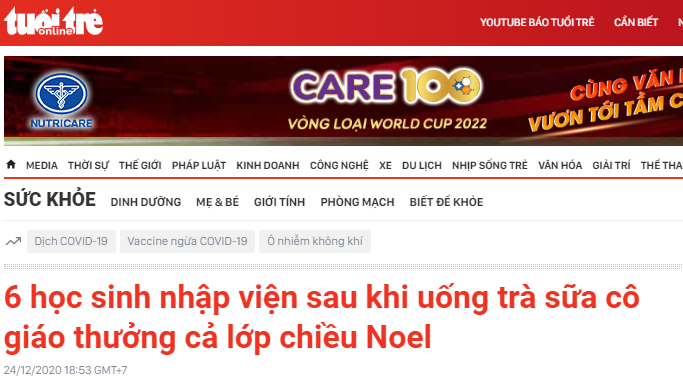 tuổi trẻ
online
YOUTUBE BÁO TUỔI TRẺ CẦN BIẾT
NUTRICARE
CARE 100
VÒNG LOẠI WORLD CUP 2022
CÙNG VĂN
VƯƠN TỚI TẦM
MEDIA THỜI SỰ THẾ GIỚI PHÁP LUẬT KINH DOANH CÔNG NGHỆ XE DU LỊCH NHỊP SỐNG TRẺ VĂN HÓA GIẢI TRÍ THỂ THA
SỨC KHỎE DINH DƯỠNG MẸ & BÉ GIỚI TÍNH PHÒNG MẠCH BIẾT ĐỂ KHỎE
Dịch COVID-19 Vaccine ngừa COVID-19 Ô nhiễm không khí
6 học sinh nhập viện sau khi uống trà sữa cô
giáo thưởng cả lớp chiều Noel
24/12/2020 18:53 GMT+7